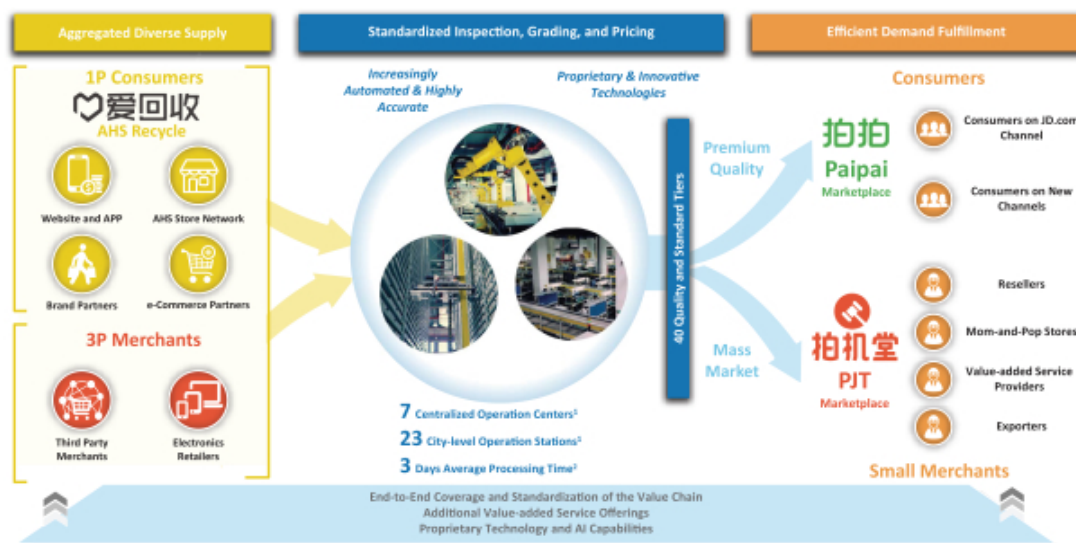 Aggregated Diverse Supply
Standardized Inspection, Grading, and Pricing
Efficient Demand Fulfillment
1P Consumers
爱回收
AHS Recycle
Website and APP
AHS Store Network
Brand Partners
e-Commerce Partners
3P Merchants
Third Party
Merchants
Electronics
Retailers
Increasingly
Automated & Highly
Accurate
Proprietary & Innovative
Technologies
7 Centralized Operation Centers¹
23 City-level Operation Stations¹
3 Days Average Processing Time²
40 Quality and Standard Tiers
Premium
Quality
Mass
Market
拍拍
Paipai
Marketplace
拍机堂
PJT
Marketplace
Consumers
Consumers on JD.com
Channel
Consumers on New
Channels
Resellers
Mom-and-Pop Stores
Value-added Service
Providers
Exporters
Small Merchants
End-to-End Coverage and Standardization of the Value Chain
Additional Value-added Service Offerings
Proprietary Technology and AI Capabilities